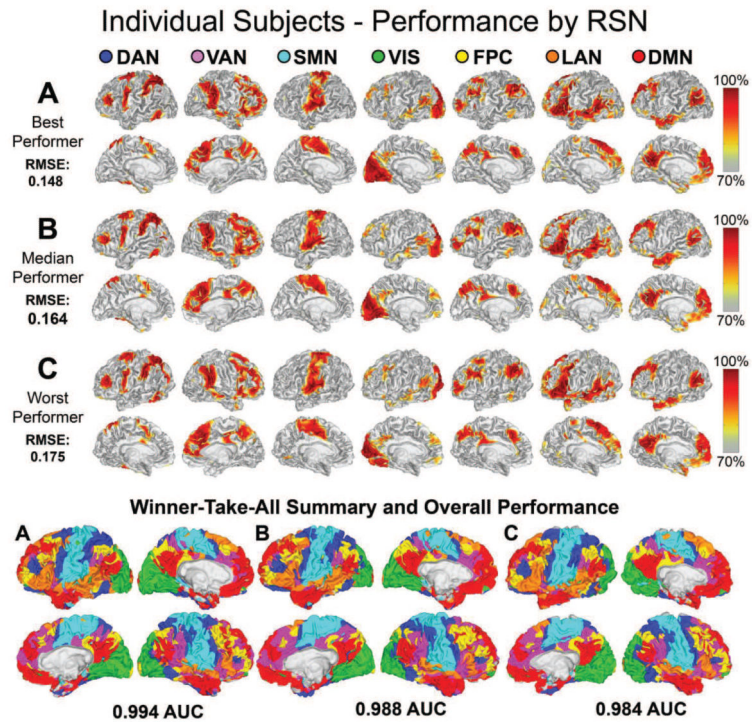 Individual Subjects - Performance by RSN
DAN VAN SMN VIS FPC LAN DMN
A
Best
Performer
RMSE:
0.148
100%
70%
B
Median
Performer
RMSE:
0.164
100%
70%
C
Worst
Performer
RMSE:
0.175
100%
70%
Winner-Take-All Summary and Overall Performance
A B C
0.994 AUC 0.988 AUC 0.984 AUC